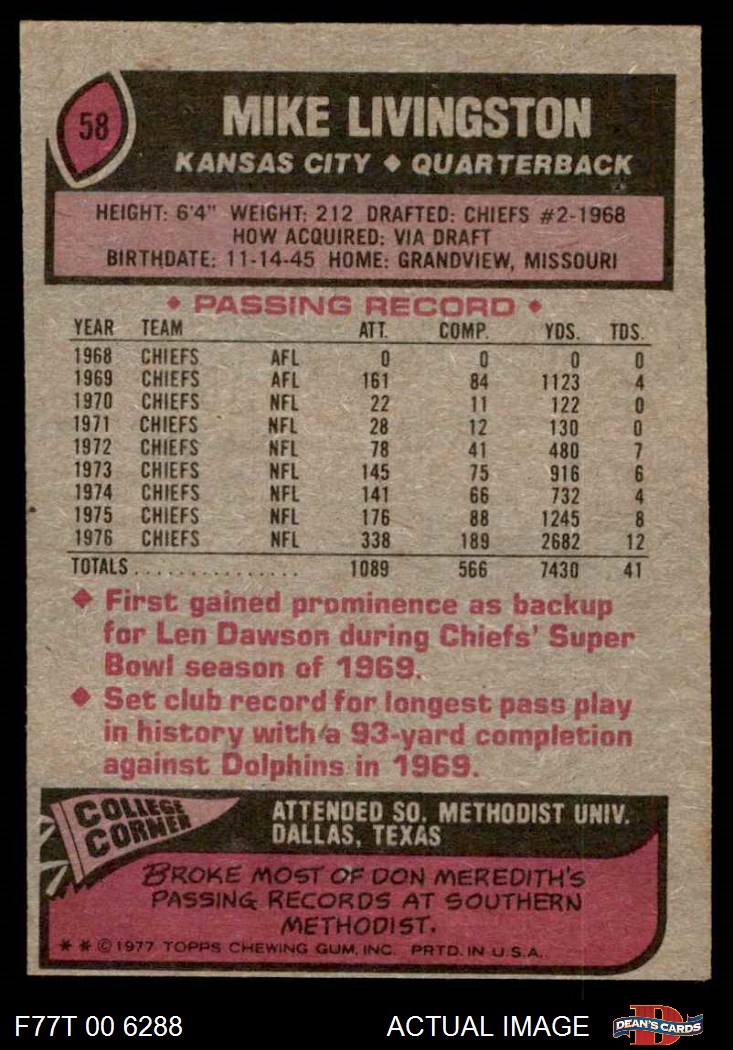 58
MIKE LIVINGSTON
KANSAS CITY ◆ QUARTERBACK
HEIGHT: 6'4" WEIGHT: 212 DRAFTED: CHIEFS #2-1968
HOW ACQUIRED: VIA DRAFT
BIRTHDATE: 11-14-45 HOME: GRANDVIEW, MISSOURI
◆ PASSING RECORD ◆
YEAR TEAM ATT. COMP. YDS. TDS.
1968 CHIEFS AFL 0 0 0 0
1969 CHIEFS AFL 161 84 1123 4
1970 CHIEFS NFL 22 11 122 0
1971 CHIEFS NFL 28 12 130 0
1972 CHIEFS NFL 78 41 480 7
1973 CHIEFS NFL 145 75 916 6
1974 CHIEFS NFL 141 66 732 4
1975 CHIEFS NFL 176 88 1245 8
1976 CHIEFS NFL 338 189 2682 12
TOTALS................ 1089 566 7430 41
◆ First gained prominence as backup
for Len Dawson during Chiefs' Super
Bowl season of 1969.
◆ Set club record for longest pass play
in history with a 93-yard completion
against Dolphins in 1969.
COLLEGE
CORNER
ATTENDED SO. METHODIST UNIV.
DALLAS, TEXAS
BROKE MOST OF DON MEREDITH'S
PASSING RECORDS AT SOUTHERN
METHODIST.
* * © 1977 TOPPS CHEWING GUM, INC. PRTD. IN U.S.A.
F77T 00 6288 ACTUAL IMAGE
D
DEAN'S CARDS